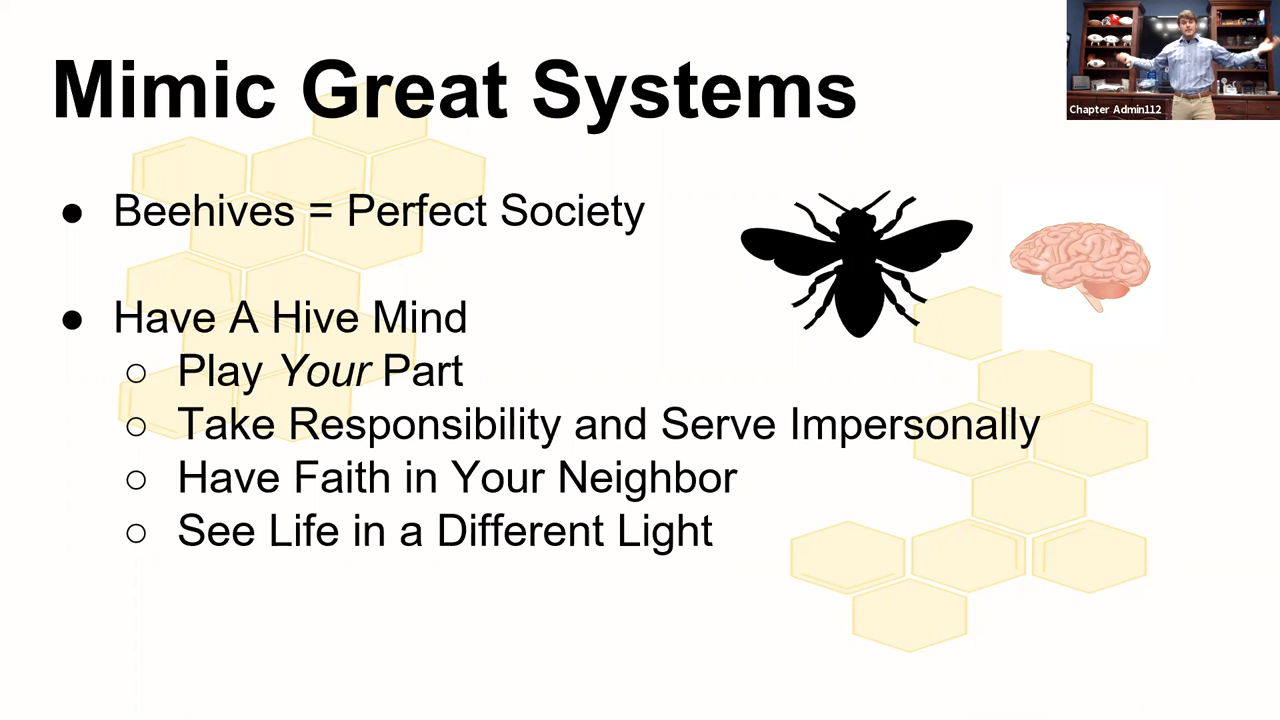 Mimic Great Systems
Chapter Admin112
● Beehives = Perfect Society
● Have A Hive Mind
○ Play Your Part
○ Take Responsibility and Serve Impersonally
○ Have Faith in Your Neighbor
○ See Life in a Different Light